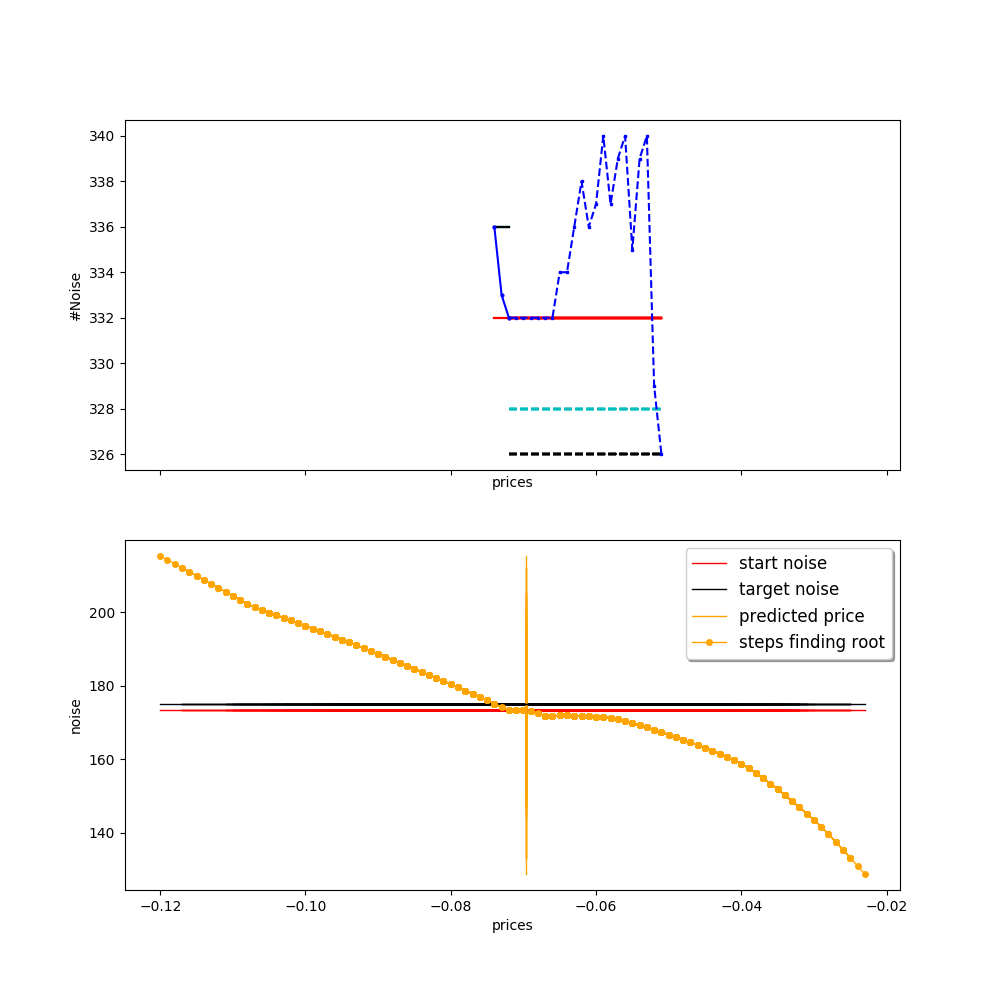 340
338
336
334
332
330
328
326
#Noise
prices
start noise
target noise
predicted price
steps finding root
200
180
160
140
noise
−0.12
−0.10
−0.08
−0.06
−0.04
−0.02
prices